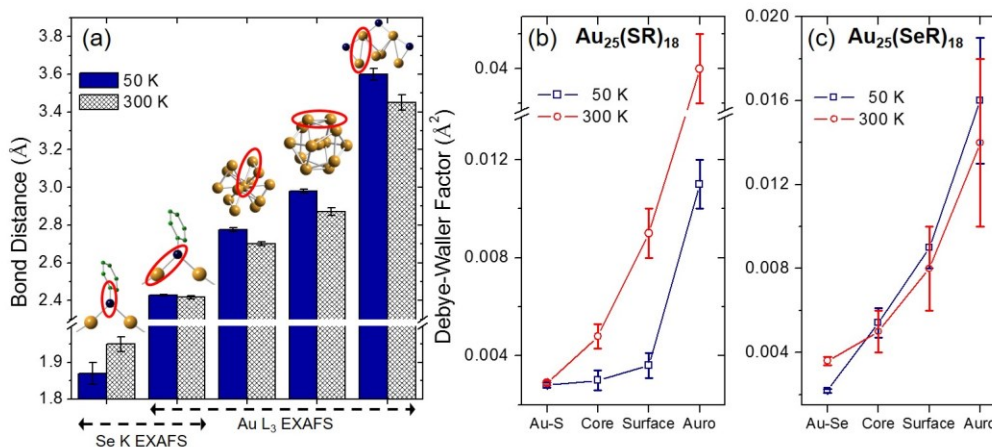 (a)
50 K
300 K
Bond Distance (Å)
3.8
3.6
3.4
3.2
3.0
2.8
2.6
2.4
1.9
1.8
Se K EXAFS
Au L3 EXAFS
(b) Au25(SR)18
50 K
300 K
Debye-Waller Factor (Å2)
0.04
0.012
0.008
0.004
Au-S Core Surface Auro
(c) Au25(SeR)18
50 K
300 K
0.020
0.016
0.012
0.008
0.004
Au-Se Core Surface Auro